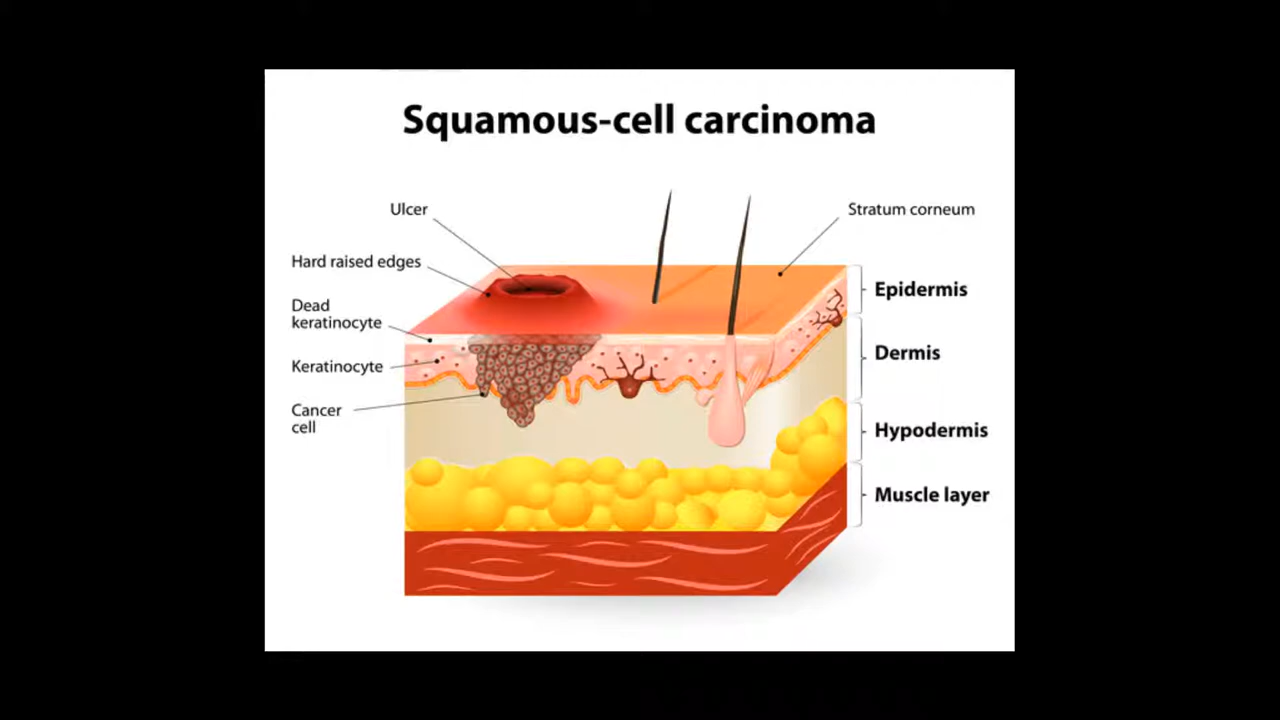 Squamous-cell carcinoma
Ulcer
Stratum corneum
Hard raised edges
Epidermis
Dead
keratinocyte
Dermis
Keratinocyte
Cancer
cell
Hypodermis
Muscle layer